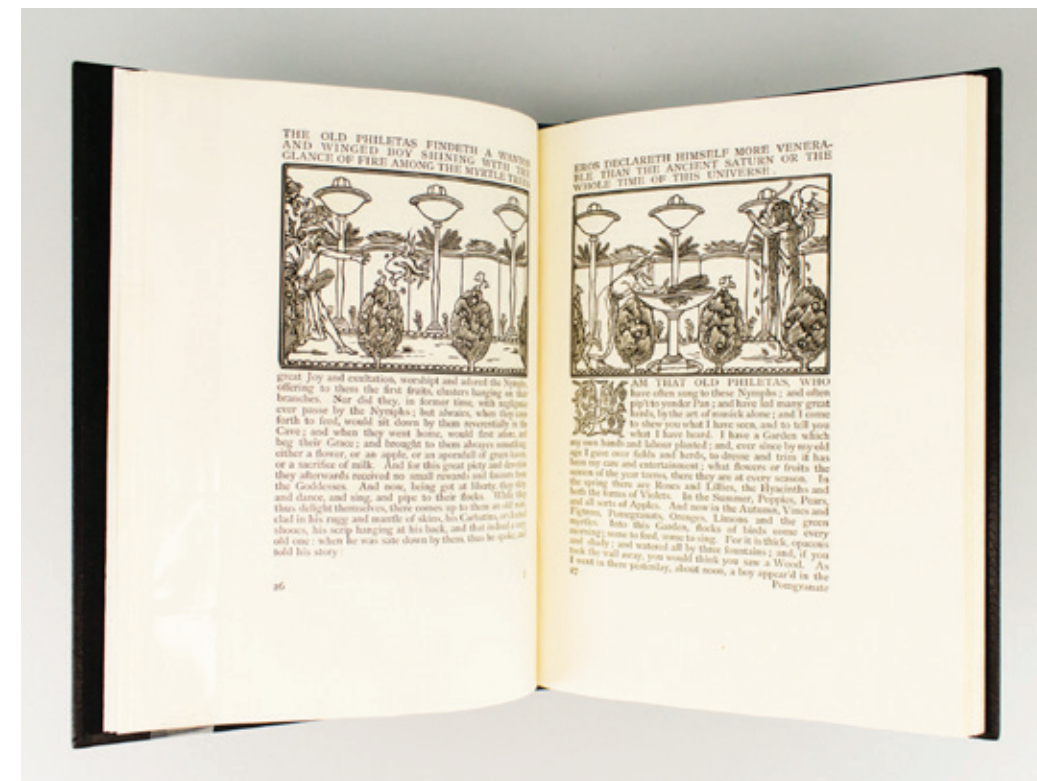 THE OLD PHILETAS FINDETH A WANTON
AND WINGED BOY SHINING WITH THE
GLANCE OF FIRE AMONG THE MYRTLE TREES
great Joy and exultation, worshipt and adored the Nymphs,
offering to them the first fruits, clusters hanging on their
branches. Nor did they, in former time, with negligence
ever passe by the Nymphs; but alwaies, when they came
forth to feed, would sit down by them reverentially in the
Cave; and when they went home, would first adore and
beg their Grace; and brought to them alwayes something,
either a flower, or an apple, or an apornfull of green leaves,
or a sacrifice of milk. And for this great piety and devotion
they afterwards received no small rewards and favours from
the Goddesses. And now, being got at liberty, they skip,
and dance, and sing, and pipe to their flocks. While they
thus delight themselves, there comes up to them an old man,
clad in his rugg and mantle of skins, his Carbatins, or clouted
shooes, his scrip hanging at his back, and that indeed a very
old one: when he was sate down by them, thus he spoke, and
told his story:
26
EROS DECLARETH HIMSELF MORE VENERA-
BLE THAN THE ANCIENT SATURN OR THE
WHOLE TIME OF THIS UNIVERSE.
I AM THAT OLD PHILETAS, WHO
have often sung to these Nymphs; and often
pip't to yonder Pan; and have led many great
herds, by the art of musick alone; and I come
to shew you what I have seen, and to tell you
what I have heard. I have a Garden which
my own hands and labour planted; and, ever since by my old
age I gave over fields and herds, to dresse and trim it has
been my care and entertainment; what flowers or fruits the
season of the year teems, there they are at every season. In
the spring there are Roses and Lillies, the Hyacinths and
both the forms of Violets. In the Summer, Poppies, Pears,
and all sorts of Apples. And now in the Autumn, Vines and
Figtrees, Pomegranats, Oranges, Limons and the green
myrtles. Into this Garden, flocks of birds come every
morning; some to feed, some to sing. For it is thick, opacous
and shady; and watered all by three fountains; and, if you
took the wall away, you would think you saw a Wood. As
I went in there yesterday, about noon, a boy appear'd in the
27
Pomgranate